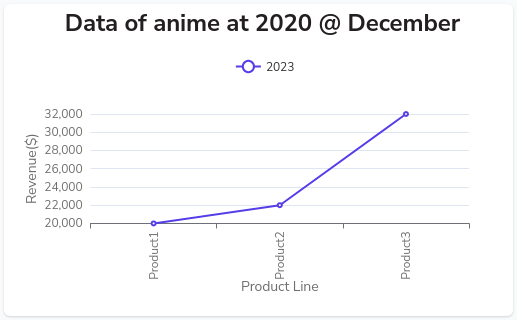 Data of anime at 2020 @ December
2023
Revenue($)
32,000
30,000
28,000
26,000
24,000
22,000
20,000
Product1
Product2
Product3
Product Line